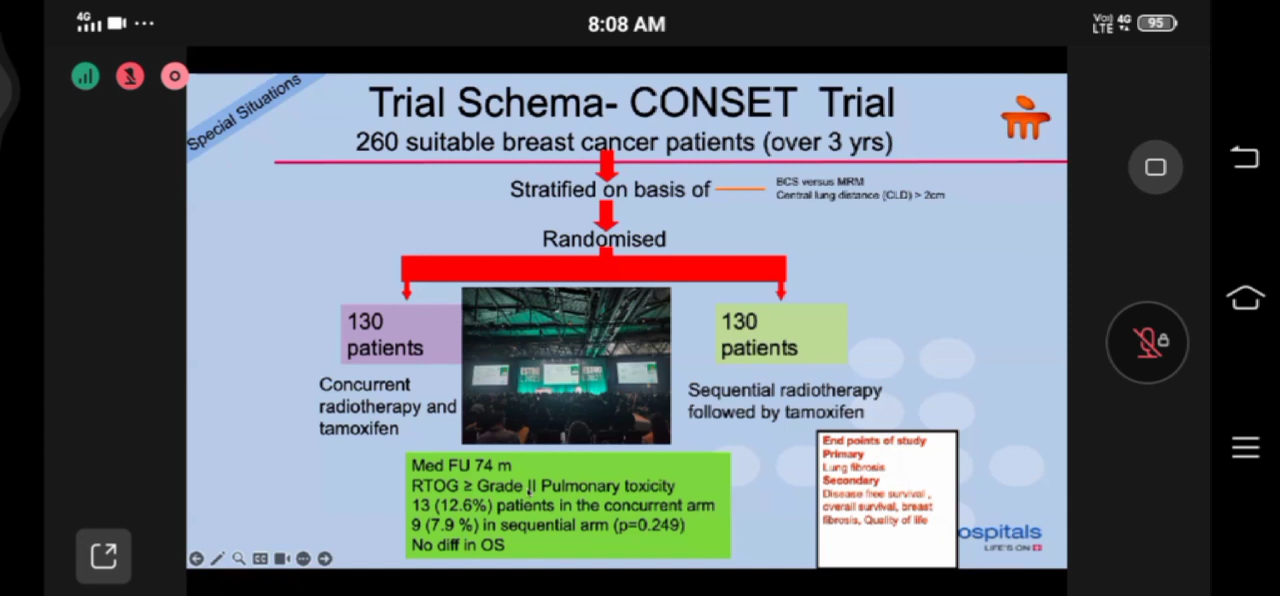 4G
8:08 AM
Vo)) 4G
LTE
95
Special Situations
Trial Schema- CONSET Trial
260 suitable breast cancer patients (over 3 yrs)
Stratified on basis of
BCS versus MRM
Central lung distance (CLD) > 2cm
Randomised
130
patients
130
patients
Concurrent
radiotherapy and
tamoxifen
Sequential radiotherapy
followed by tamoxifen
Med FU 74 m
RTOG ≥ Grade II Pulmonary toxicity
13 (12.6%) patients in the concurrent arm
9 (7.9 %) in sequential arm (p=0.249)
No diff in OS
End points of study
Primary
Lung fibrosis
Secondary
Disease free survival ,
overall survival, breast
fibrosis, Quality of life
ospitals
LIFE'S ON